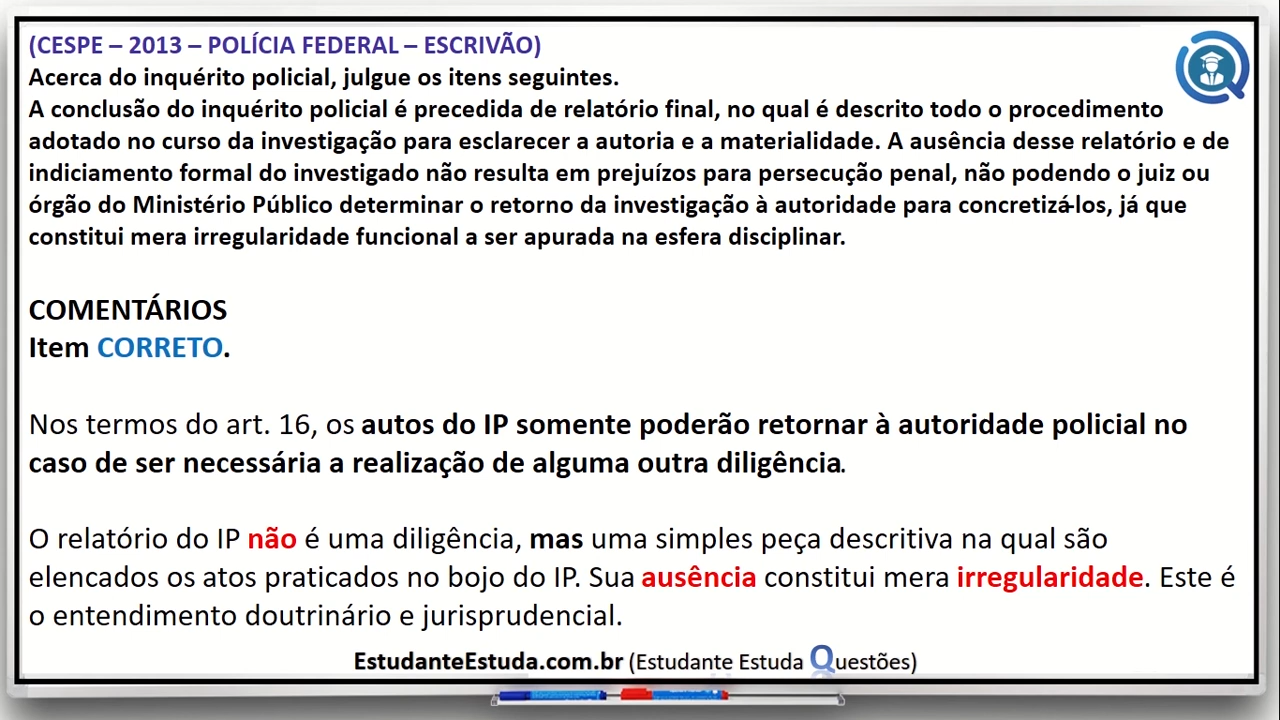 (CESPE – 2013 – POLÍCIA FEDERAL – ESCRIVÃO)
Acerca do inquérito policial, julgue os itens seguintes.
A conclusão do inquérito policial é precedida de relatório final, no qual é descrito todo o procedimento
adotado no curso da investigação para esclarecer a autoria e a materialidade. A ausência desse relatório e de
indiciamento formal do investigado não resulta em prejuízos para persecução penal, não podendo o juiz ou
órgão do Ministério Público determinar o retorno da investigação à autoridade para concretizá-los, já que
constitui mera irregularidade funcional a ser apurada na esfera disciplinar.
COMENTÁRIOS
Item CORRETO.
Nos termos do art. 16, os autos do IP somente poderão retornar à autoridade policial no
caso de ser necessária a realização de alguma outra diligência.
O relatório do IP não é uma diligência, mas uma simples peça descritiva na qual são
elencados os atos praticados no bojo do IP. Sua ausência constitui mera irregularidade. Este é
o entendimento doutrinário e jurisprudencial.
EstudanteEstuda.com.br (Estudante Estuda Questões)